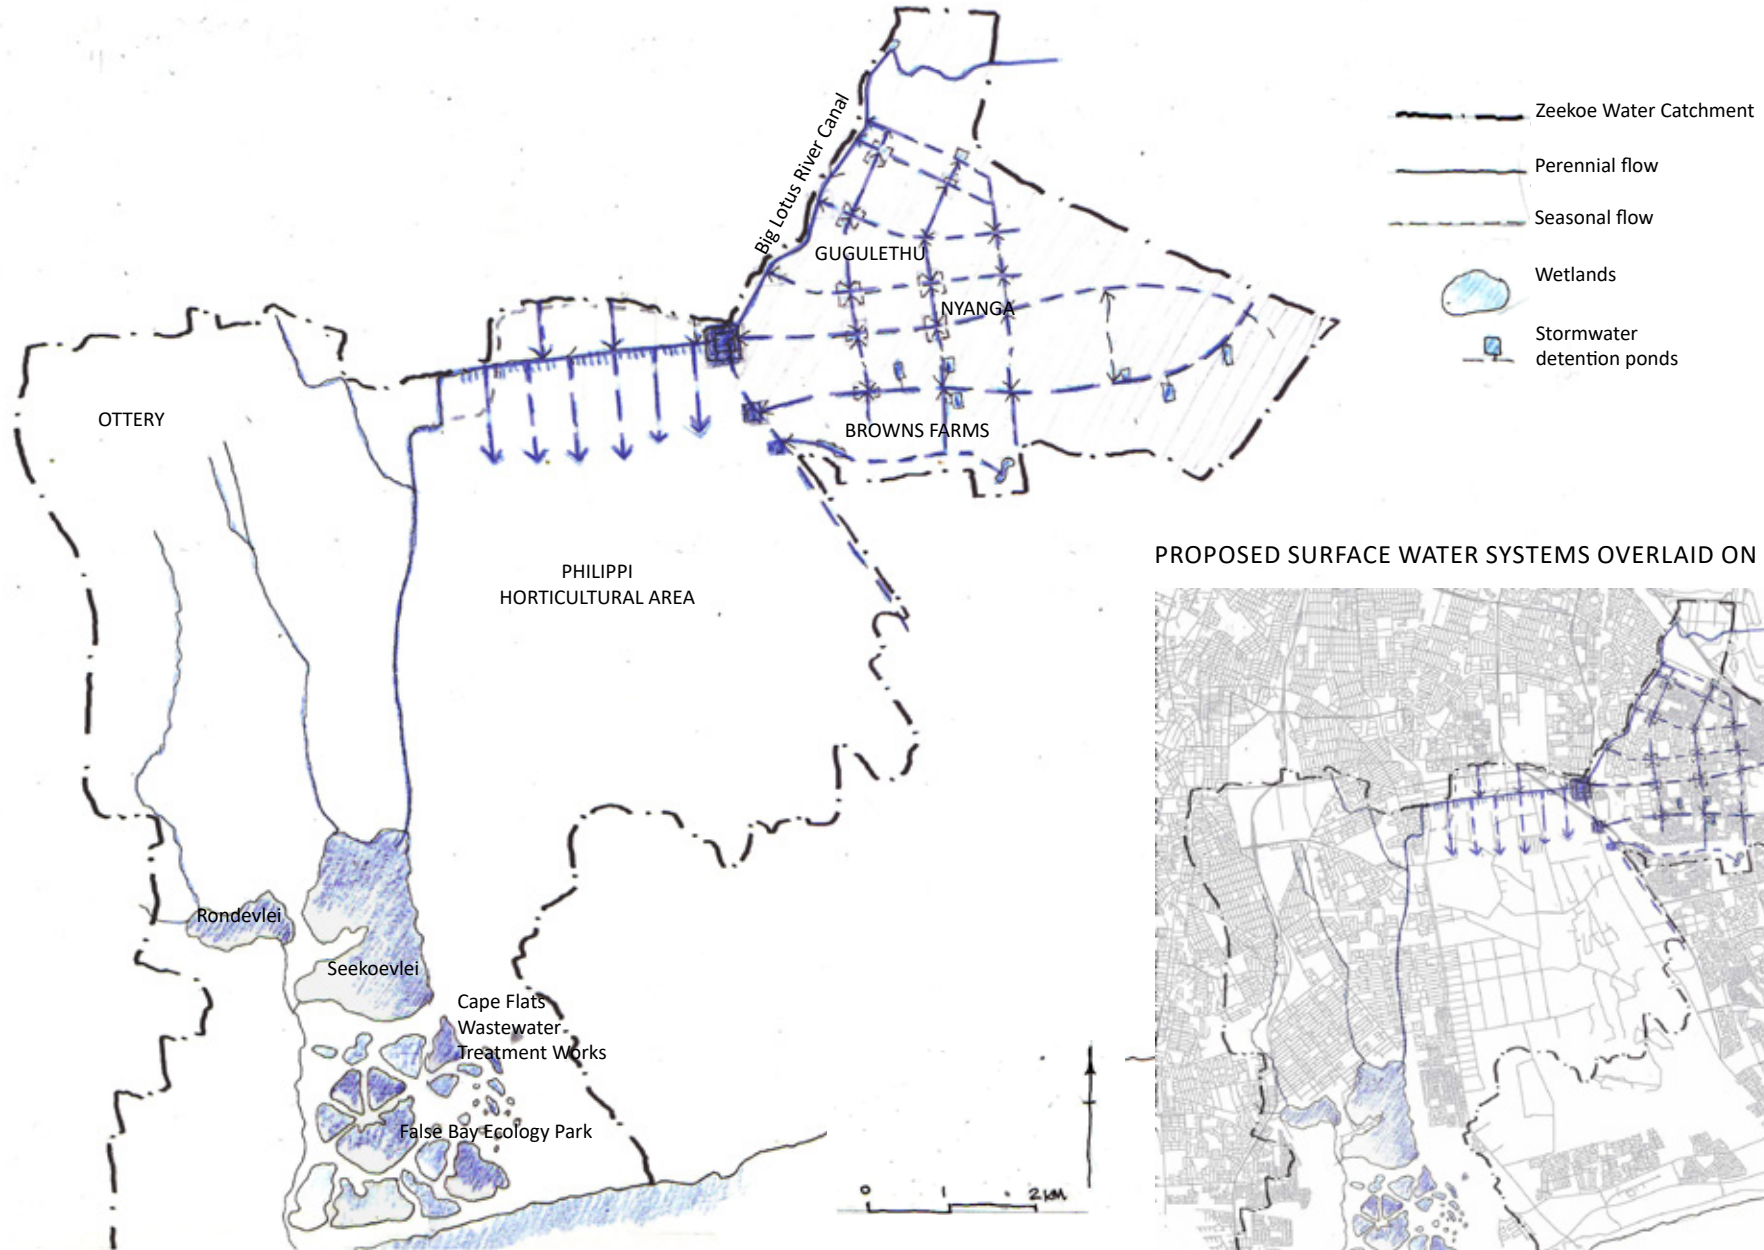 Zeekoe Water Catchment
Perennial flow
Seasonal flow
Wetlands
Stormwater
detention ponds
Big Lotus River Canal
GUGULETHU
NYANGA
BROWNS FARMS
OTTERY
PHILIPPI
HORTICULTURAL AREA
PROPOSED SURFACE WATER SYSTEMS OVERLAID ON
Rondevlei
Seekoevlei
Cape Flats
Wastewater
Treatment Works
False Bay Ecology Park
0 1 2 KM